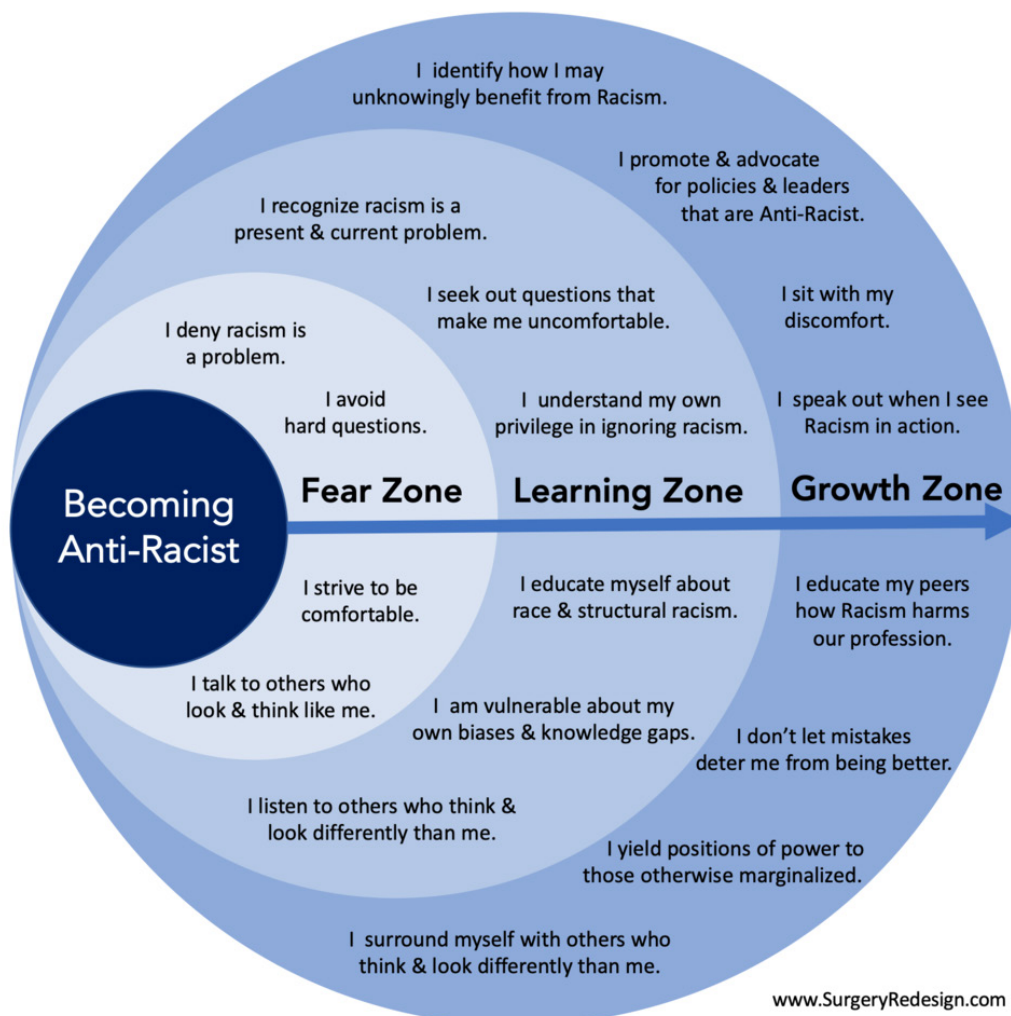 I identify how I may
unknowingly benefit from Racism.
I promote & advocate
for policies & leaders
that are Anti-Racist.
I recognize racism is a
present & current problem.
I seek out questions that
make me uncomfortable.
I sit with my
discomfort.
I deny racism is
a problem.
I avoid
hard questions.
I understand my own
privilege in ignoring racism.
I speak out when I see
Racism in action.
Becoming
Anti-Racist
Fear Zone
Learning Zone
Growth Zone
I strive to be
comfortable.
I educate myself about
race & structural racism.
I educate my peers
how Racism harms
our profession.
I talk to others who
look & think like me.
I am vulnerable about my
own biases & knowledge gaps.
I don’t let mistakes
deter me from being better.
I listen to others who think &
look differently than me.
I yield positions of power to
those otherwise marginalized.
I surround myself with others who
think & look differently than me.
www.SurgeryRedesign.com